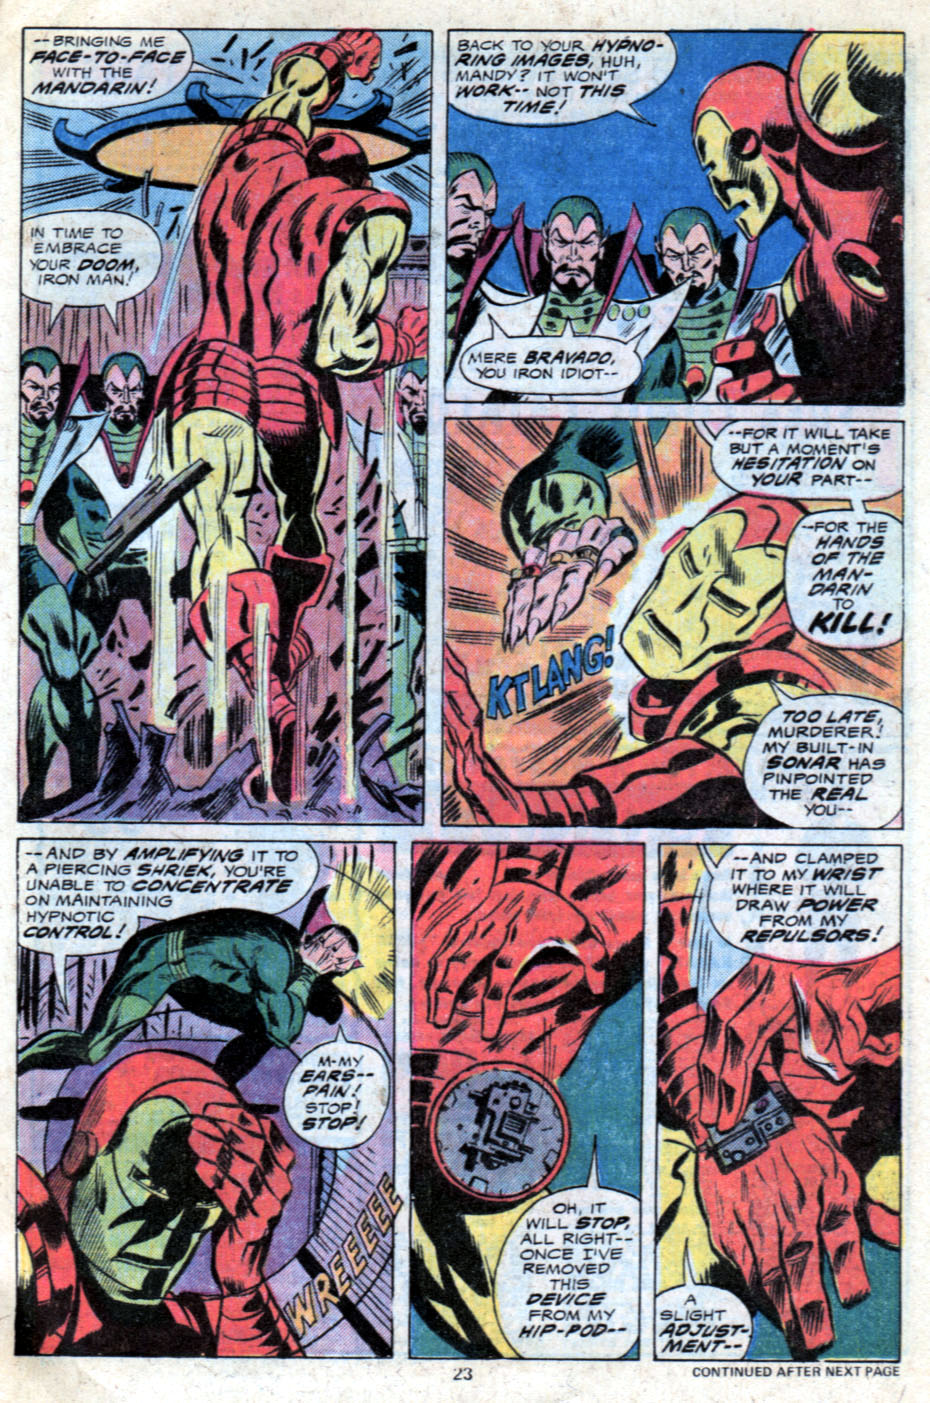 --BRINGING ME
FACE-TO-FACE
WITH THE
MANDARIN!
IN TIME TO
EMBRACE
YOUR DOOM,
IRON MAN!
BACK TO YOUR HYPNO-
RING IMAGES, HUH,
MANDY? IT WON'T
WORK-- NOT THIS
TIME!
MERE BRAVADO,
YOU IRON IDIOT--
--FOR IT WILL TAKE
BUT A MOMENT'S
HESITATION ON
YOUR PART--
--FOR THE
HANDS
OF THE
MAN-
DARIN
TO
KILL!
KTLANG!
TOO LATE,
MURDERER!
MY BUILT-IN
SONAR HAS
PINPOINTED
THE REAL
YOU--
--AND BY AMPLIFYING IT TO
A PIERCING SHRIEK, YOU'RE
UNABLE TO CONCENTRATE
ON MAINTAINING
HYPNOTIC
CONTROL!
M-MY
EARS--
PAIN!
STOP!
STOP!
WREEEEE
OH, IT
WILL STOP,
ALL RIGHT--
ONCE I'VE
REMOVED
THIS
DEVICE
FROM MY
HIP-POD--
--AND CLAMPED
IT TO MY WRIST
WHERE IT WILL
DRAW POWER
FROM MY
REPULSORS!
A
SLIGHT
ADJUST-
MENT--
23
CONTINUED AFTER NEXT PAGE